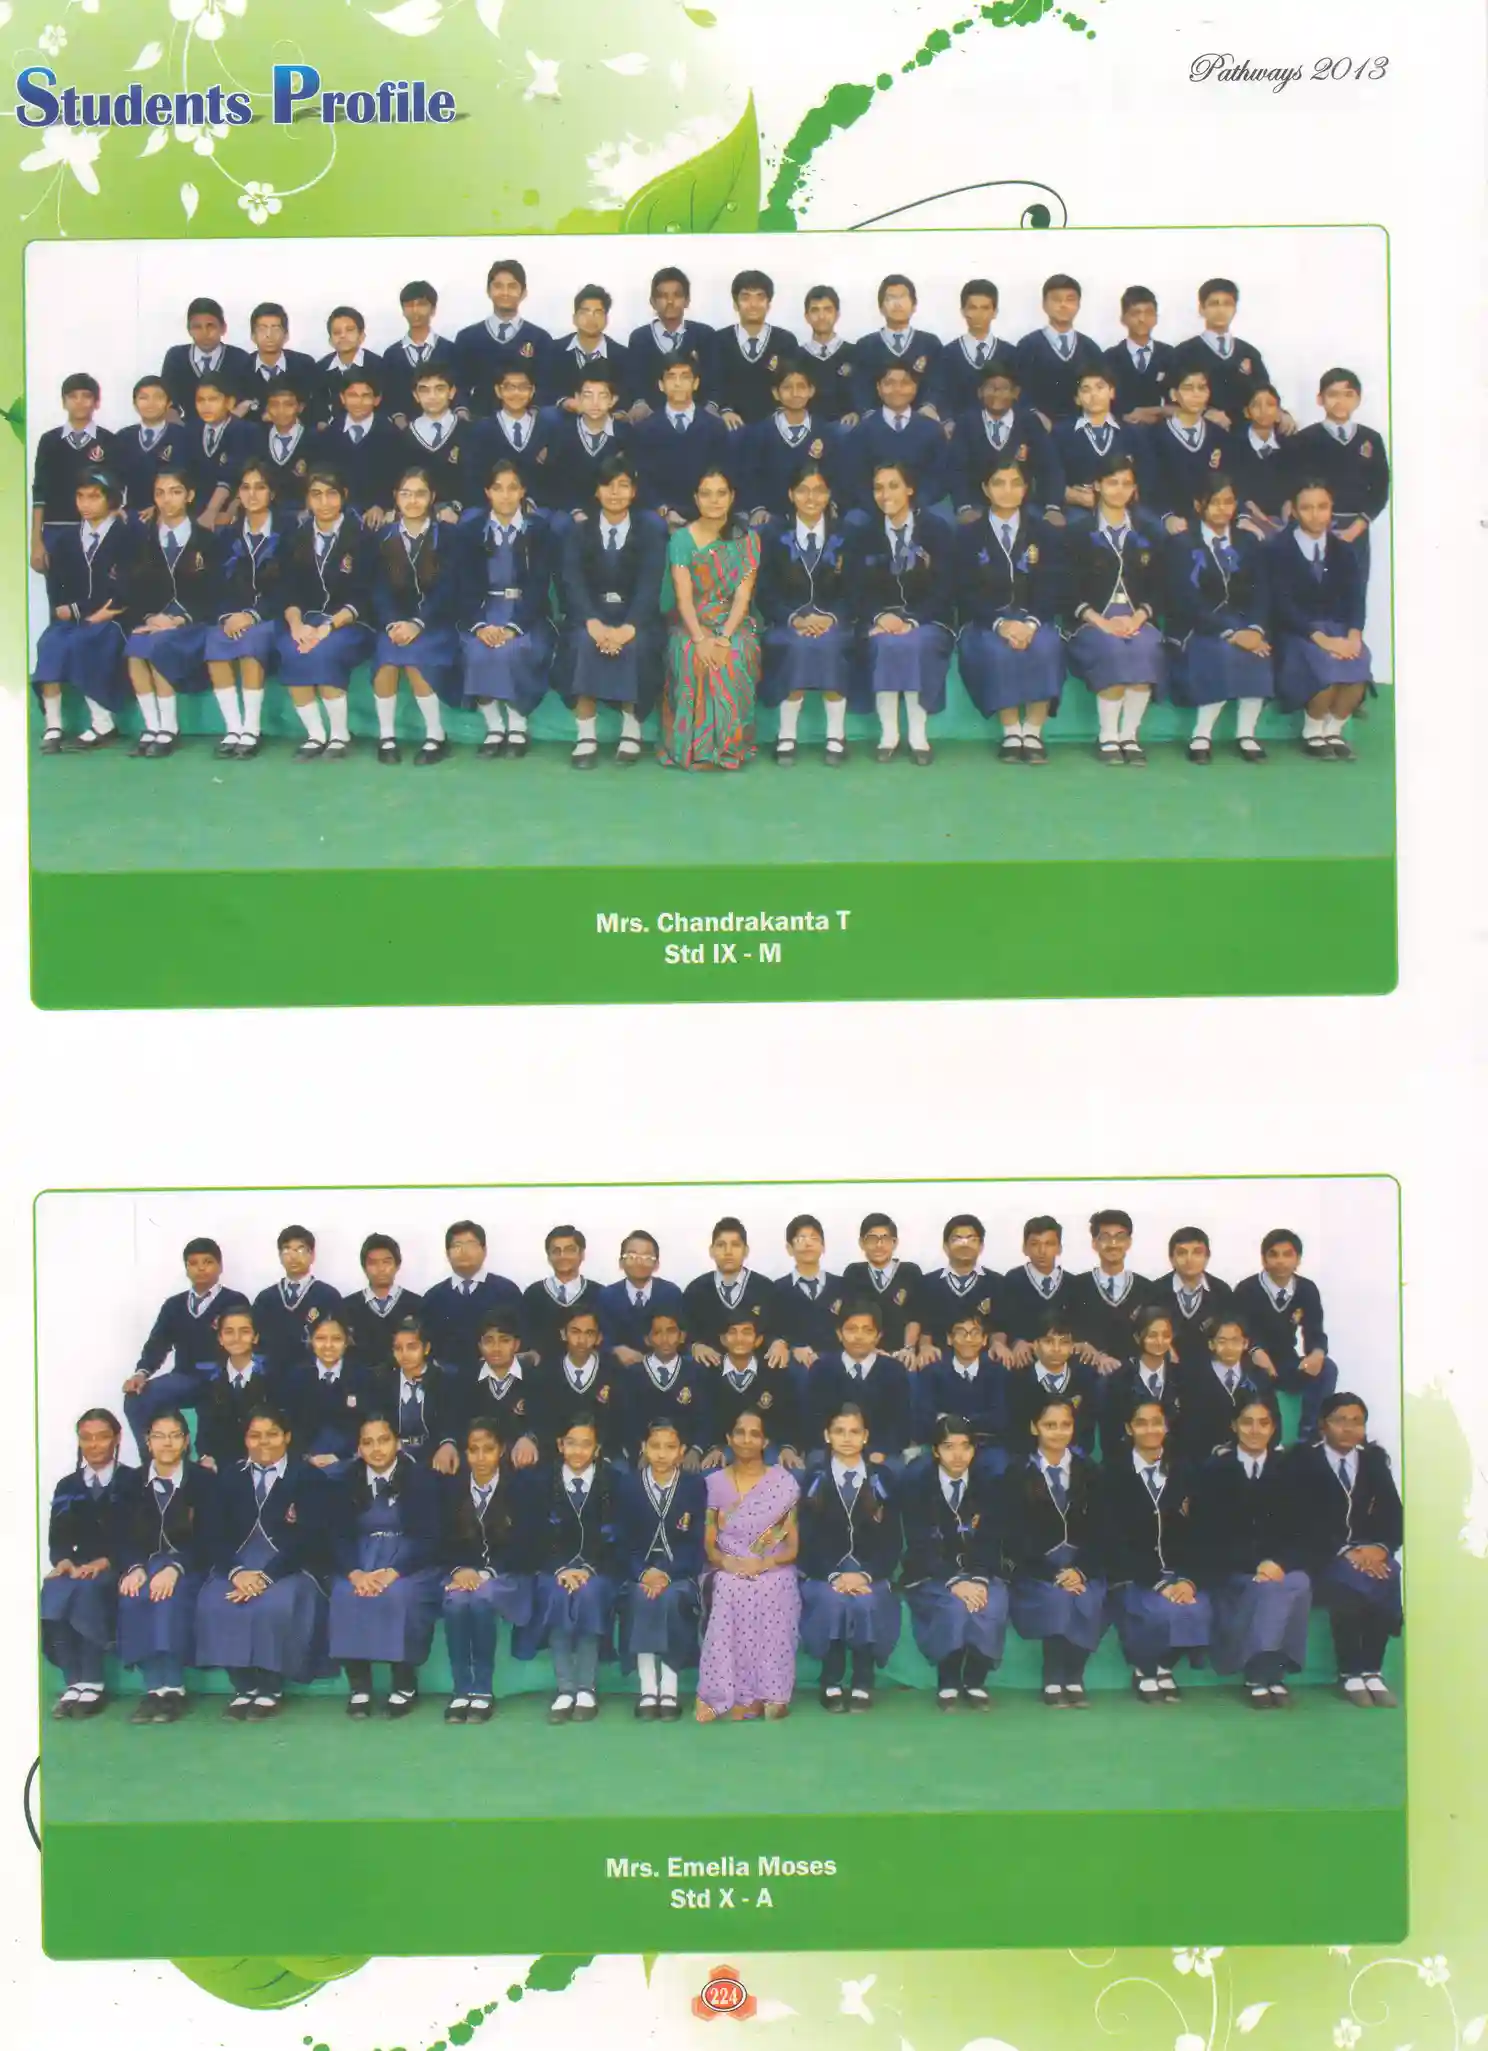 Students Profile
Pathways 2013
Mrs. Chandrakanta T
Std IX - M
Mrs. Emelia Moses
Std X - A
224